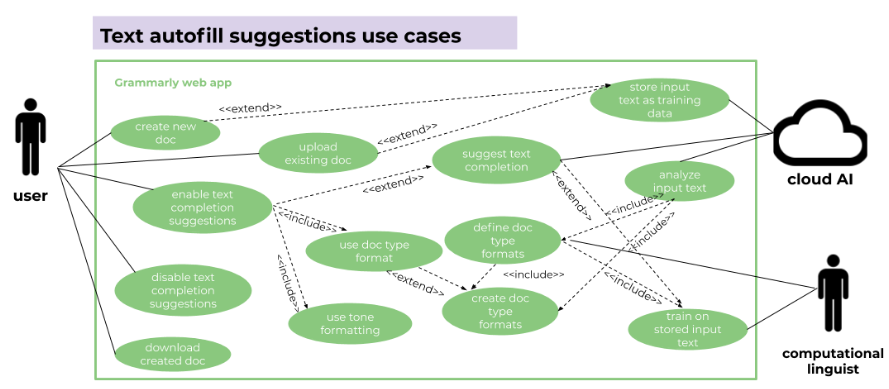 Text autofill suggestions use cases
Grammarly web app
<<extend>>
store input
text as training
data
create new
doc
<<extend>>
upload
existing doc
suggest text
completion
cloud AI
user
analyze
input text
<<extend>>
enable text
completion
suggestions
<<extend>>
<<include>>
<<include>>
define doc
type
formats
<<include>>
use doc type
format
<<include>>
<<extend>>
<<include>>
<<include>>
disable text
completion
suggestions
create doc
type
formats
use tone
formatting
train on
stored input
text
download
created doc
computational
linguist